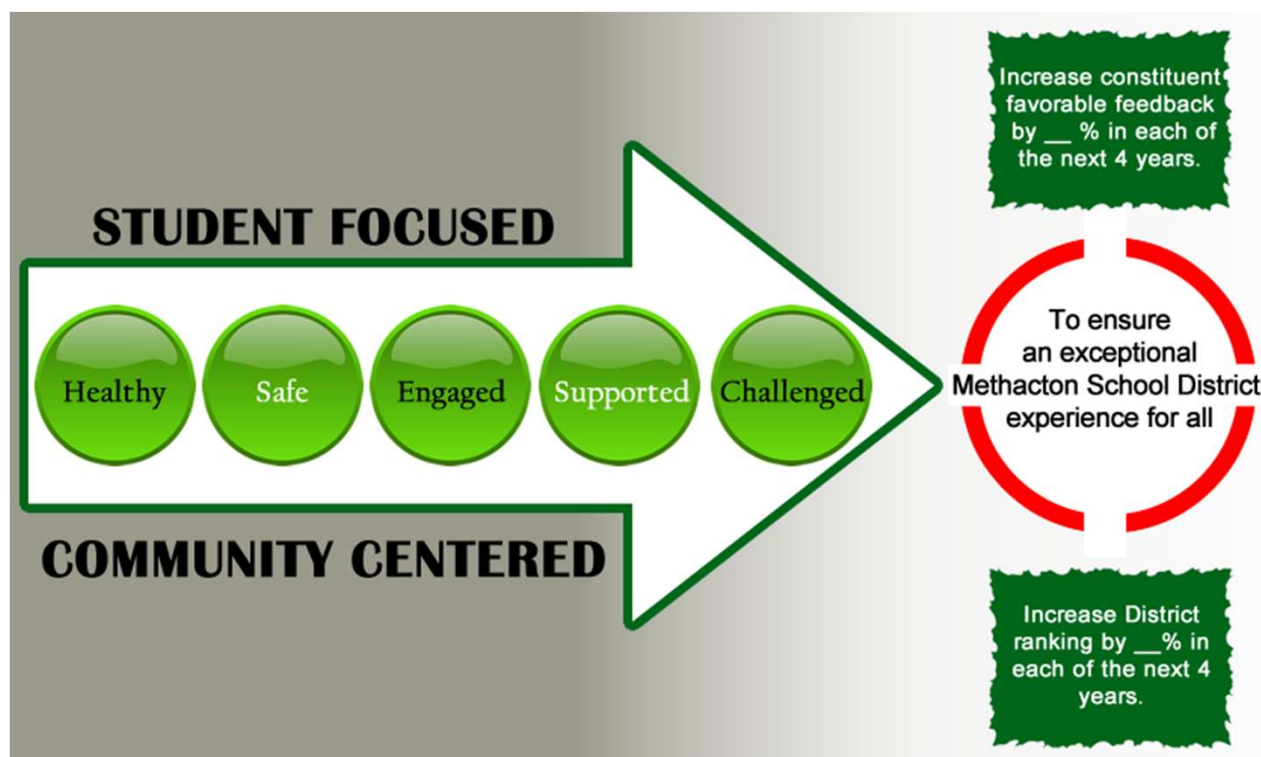 STUDENT FOCUSED
Healthy
Safe
Engaged
Supported
Challenged
COMMUNITY CENTERED
Increase constituent
favorable feedback
by __ % in each of
the next 4 years.
To ensure
an exceptional
Methacton School District
experience for all
Increase District
ranking by __% in
each of the next 4
years.